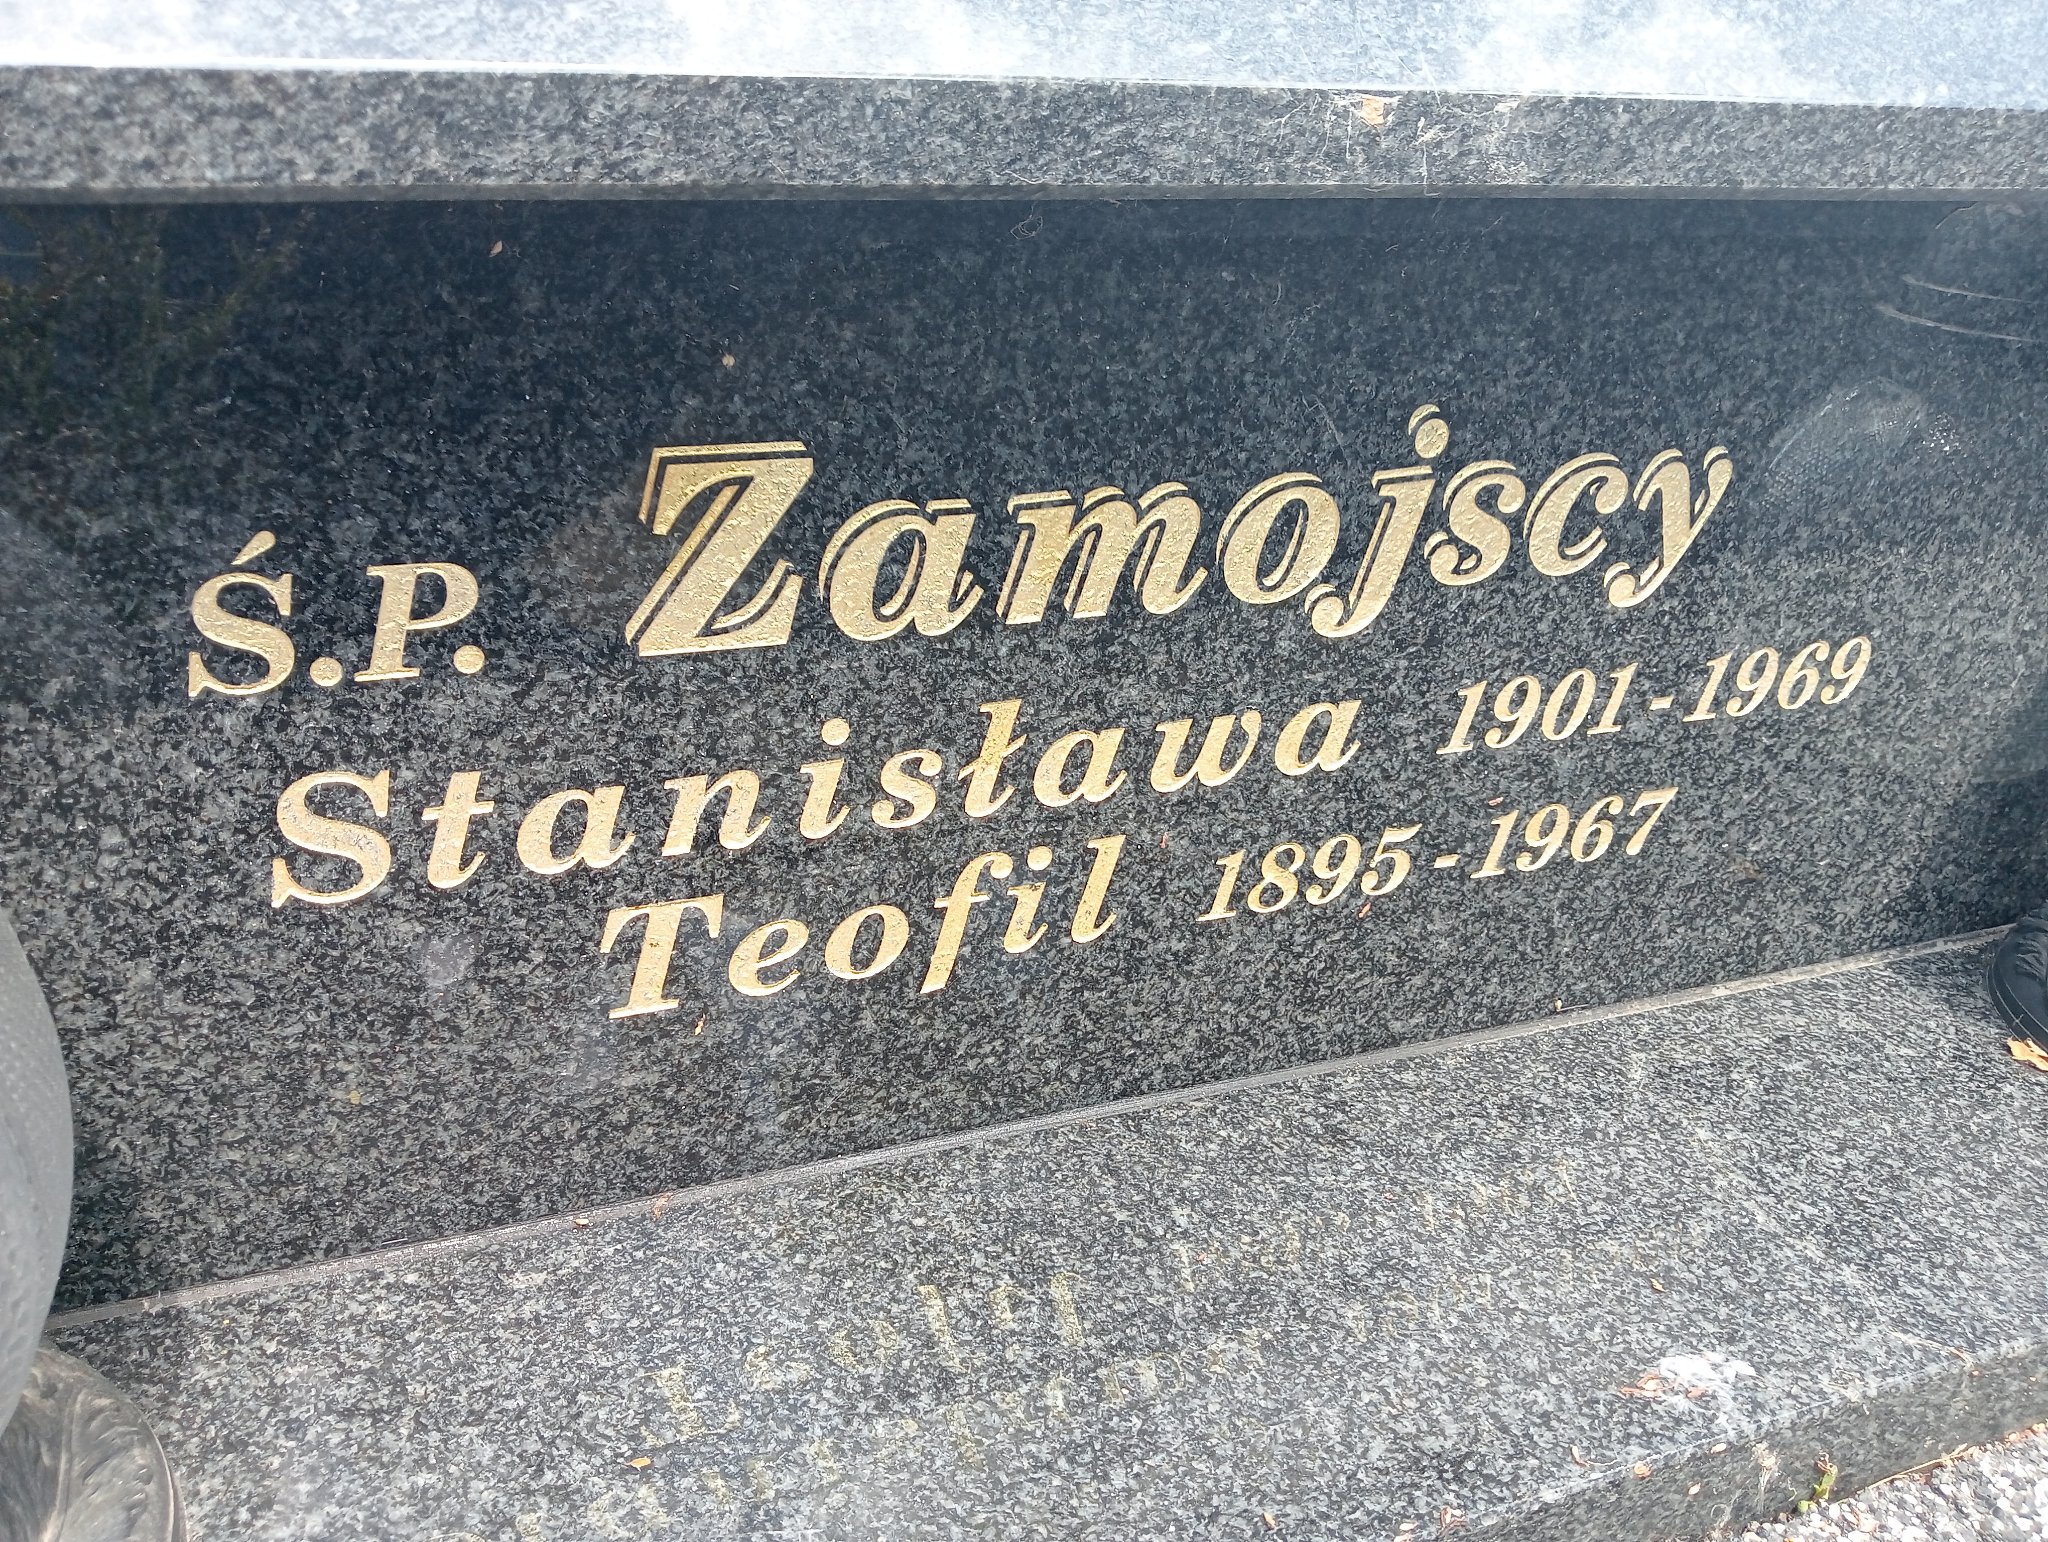 Ś.P. Zamojscy
Stanisława 1901-1969
Teofil 1895-1967